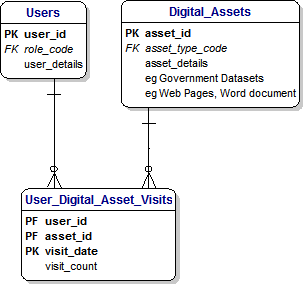 Users
PK user_id
FK role_code
user_details
Digital_Assets
PK asset_id
FK asset_type_code
asset_details
eg Government Datasets
eg Web Pages, Word document
User_Digital_Asset_Visits
PF user_id
PF asset_id
PK visit_date
visit_count